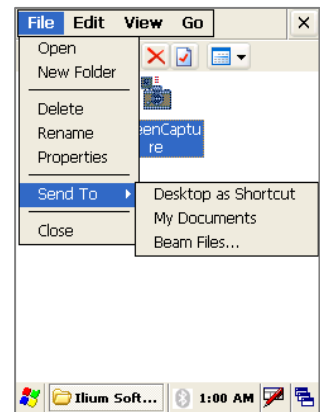 File Edit View Go
Open
New Folder
Delete
Rename
Properties
eenCaptu
re
Send To
Desktop as Shortcut
My Documents
Beam Files...
Close
Ilium Soft... 1:00 AM